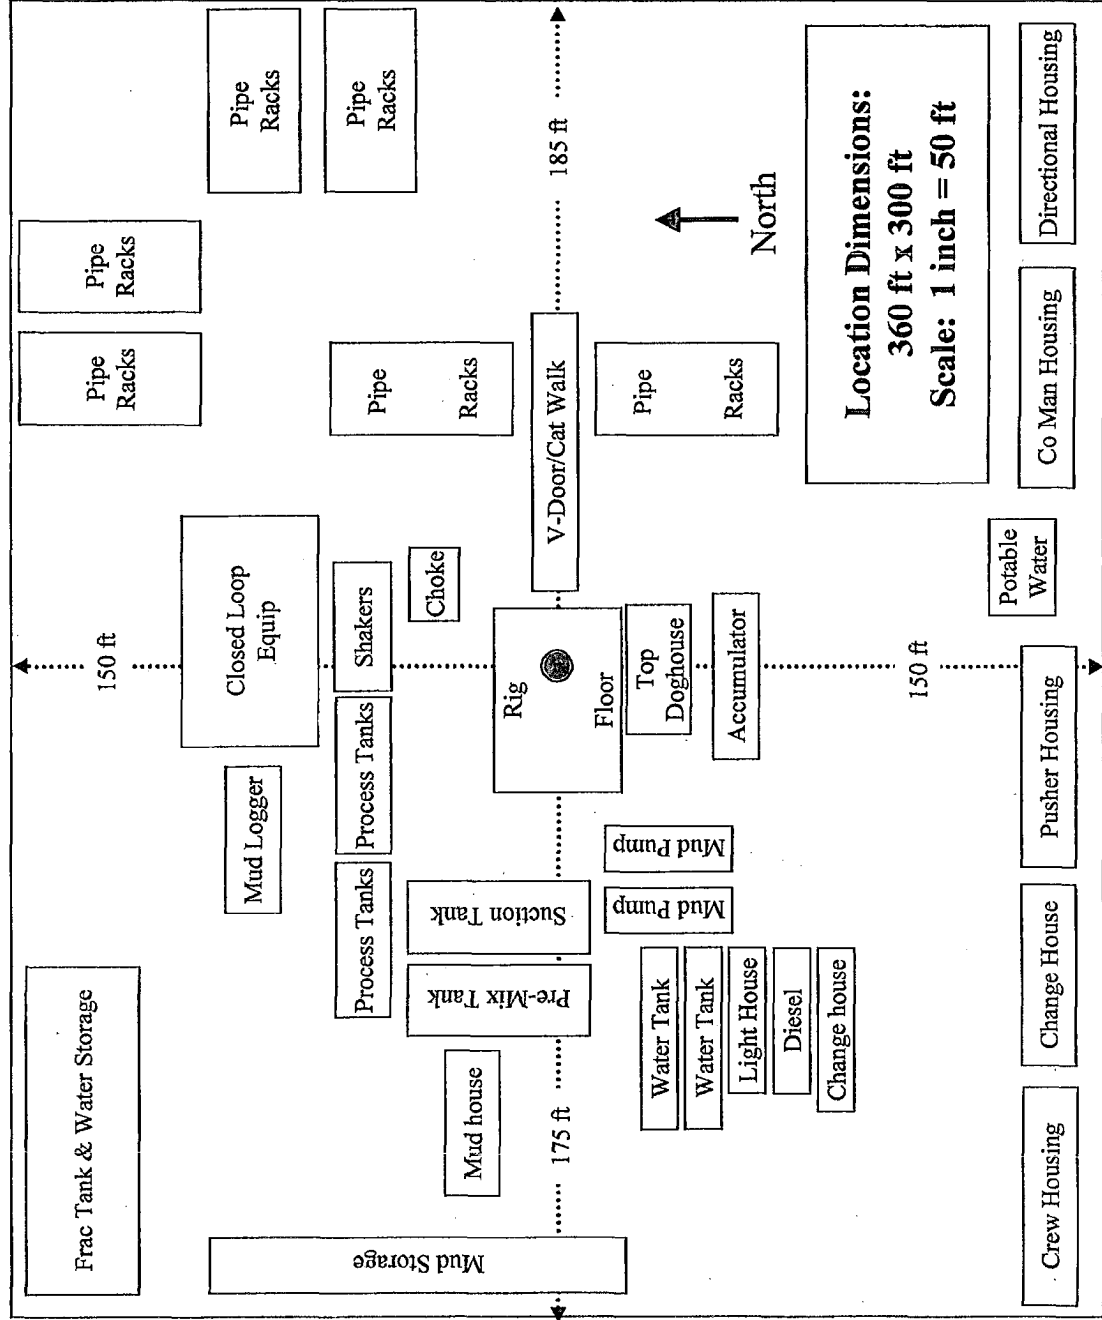 Frac Tank & Water Storage
Mud Storage
Mud house
Mud Logger
Process Tanks
Process Tanks
Shakers
Closed Loop
Equip
150 ft
Pipe
Racks
Pipe
Racks
Pipe
Racks
Pipe
Racks
Pre-Mix Tank
Suction Tank
Choke
Pipe
Racks
175 ft
Rig
Floor
V-Door/Cat Walk
185 ft
Mud Pump
Mud Pump
Top
Doghouse
Accumulator
Pipe
Racks
Water Tank
Water Tank
Light House
Diesel
Change house
North
150 ft
Location Dimensions:
360 ft x 300 ft
Scale: 1 inch = 50 ft
Potable
Water
Crew Housing
Change House
Pusher Housing
Co Man Housing
Directional Housing